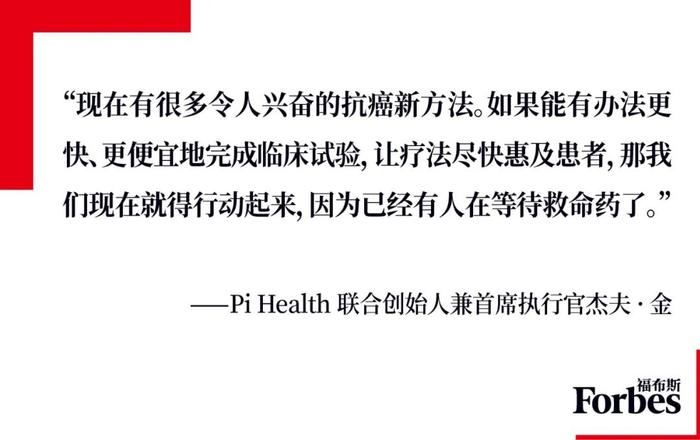 “现在有很多令人兴奋的抗癌新方法。如果能有办法更
快、更便宜地完成临床试验，让疗法尽快惠及患者，那我
们现在就得行动起来，因为已经有人在等待救命药了。”
——Pi Health 联合创始人兼首席执行官杰夫·金
福布斯
Forbes